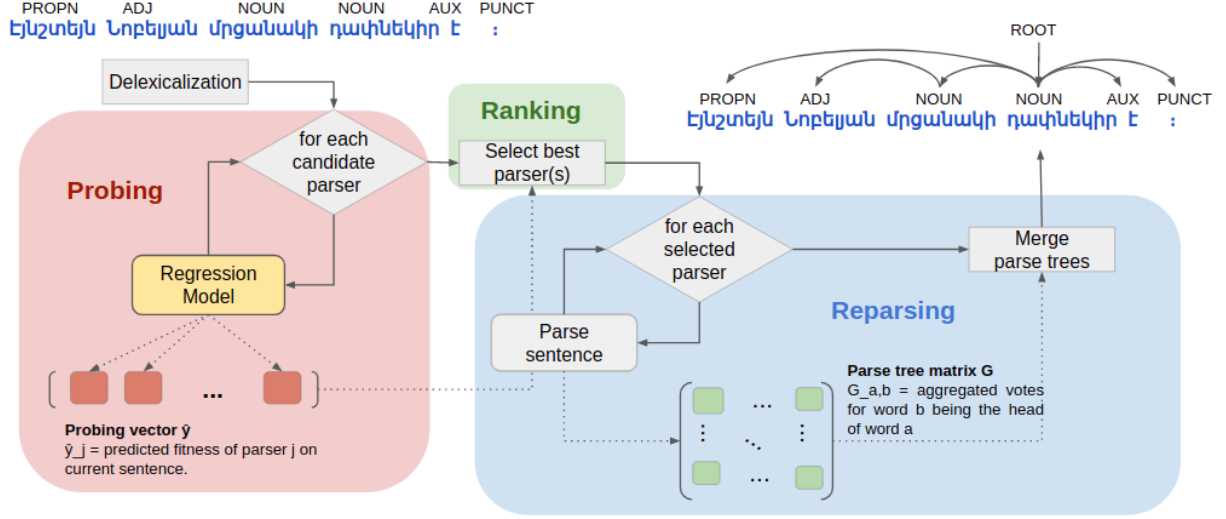 PROPN ADJ NOUN NOUN AUX PUNCT
Էյնշտեյն Նոբելյան մրցանակի դափնեկիր է :
Delexicalization
Probing
for each
candidate
parser
Regression
Model
...
Probing vector ŷ
ŷ_j = predicted fitness of parser j on
current sentence.
Ranking
Select best
parser(s)
for each
selected
parser
Parse
sentence
Reparsing
Merge
parse trees
Parse tree matrix G
G_a,b = aggregated votes
for word b being the head
of word a
...
...
ROOT
PROPN ADJ NOUN NOUN AUX PUNCT
Էյնշտեյն Նոբելյան մրցանակի դափնեկիր է :